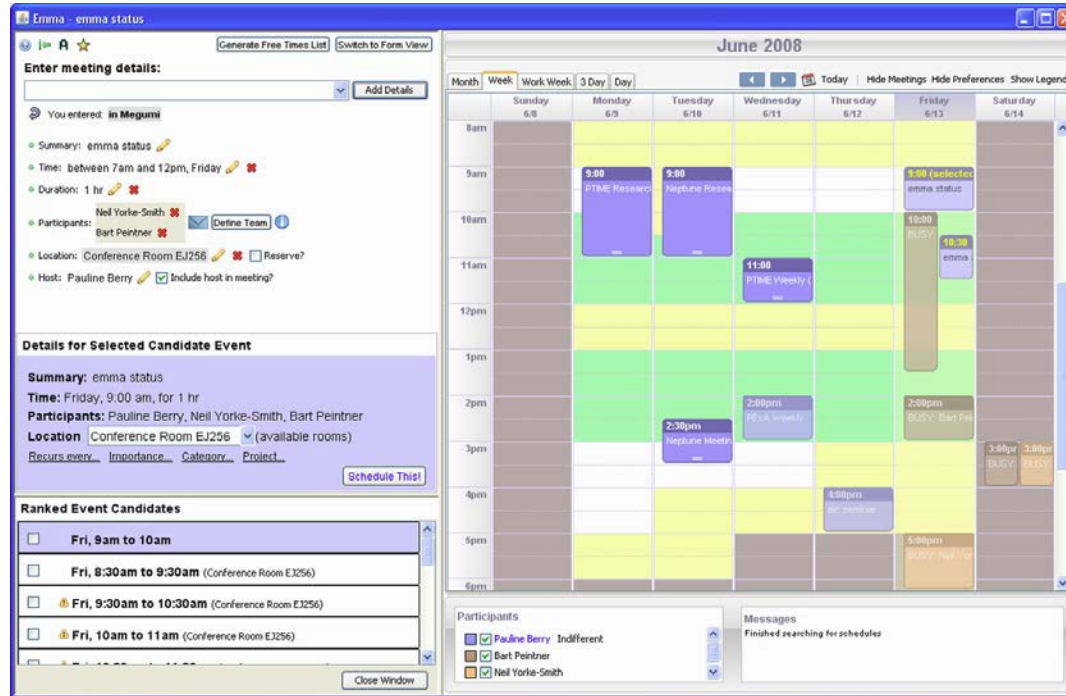 Emma - emma status
Generate Free Times List Switch to Form View
Enter meeting details:
Add Details
You entered: in Megumi
Summary: emma status
Time: between 7am and 12pm, Friday
Duration: 1 hr
Participants: Neil Yorke-Smith
Bart Peintner
Define Team
Location: Conference Room EJ256 Reserve?
Host: Pauline Berry Include host in meeting?
Details for Selected Candidate Event
Summary: emma status
Time: Friday, 9:00 am, for 1 hr
Participants: Pauline Berry, Neil Yorke-Smith, Bart Peintner
Location Conference Room EJ256 (available rooms)
Recurs every... Importance... Category... Project...
Schedule This!
Ranked Event Candidates
Fri, 9am to 10am
Fri, 8:30am to 9:30am (Conference Room EJ256)
Fri, 9:30am to 10:30am (Conference Room EJ256)
Fri, 10am to 11am (Conference Room EJ256)
Close Window
June 2008
Month Week Work Week 3 Day Day
Today Hide Meetings Hide Preferences Show Legend
Sunday Monday Tuesday Wednesday Thursday Friday Saturday
6/8 6/9 6/10 6/11 6/12 6/13 6/14
8am
9am
9:00 9:00 9:00 (selected
PTIME Researc Neptune Resea emma status
10am
10:00
BUSY
10:30
emma
11am
11:00
PTIME Weekly (
12pm
1pm
2pm
2:00pm 2:00pm
Weekly BUSY: Bart Pei
2:30pm
Neptune Meetin
3pm
3:00pr 3:00pr
BUSY: BUSY:
4pm
4:00pm
seminar
5pm
5:00pm
BUSY: Neil Yor
6pm
Participants
Pauline Berry Indifferent
Bart Peintner
Neil Yorke-Smith
Messages
Finished searching for schedules